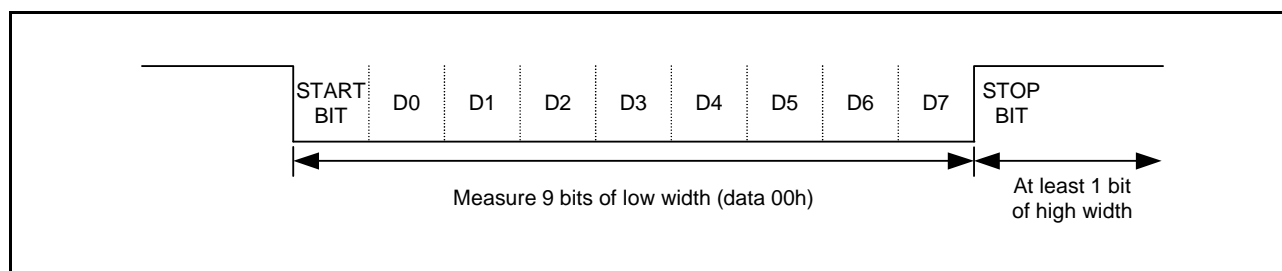 START BIT D0 D1 D2 D3 D4 D5 D6 D7 STOP BIT
Measure 9 bits of low width (data 00h)
At least 1 bit
of high width